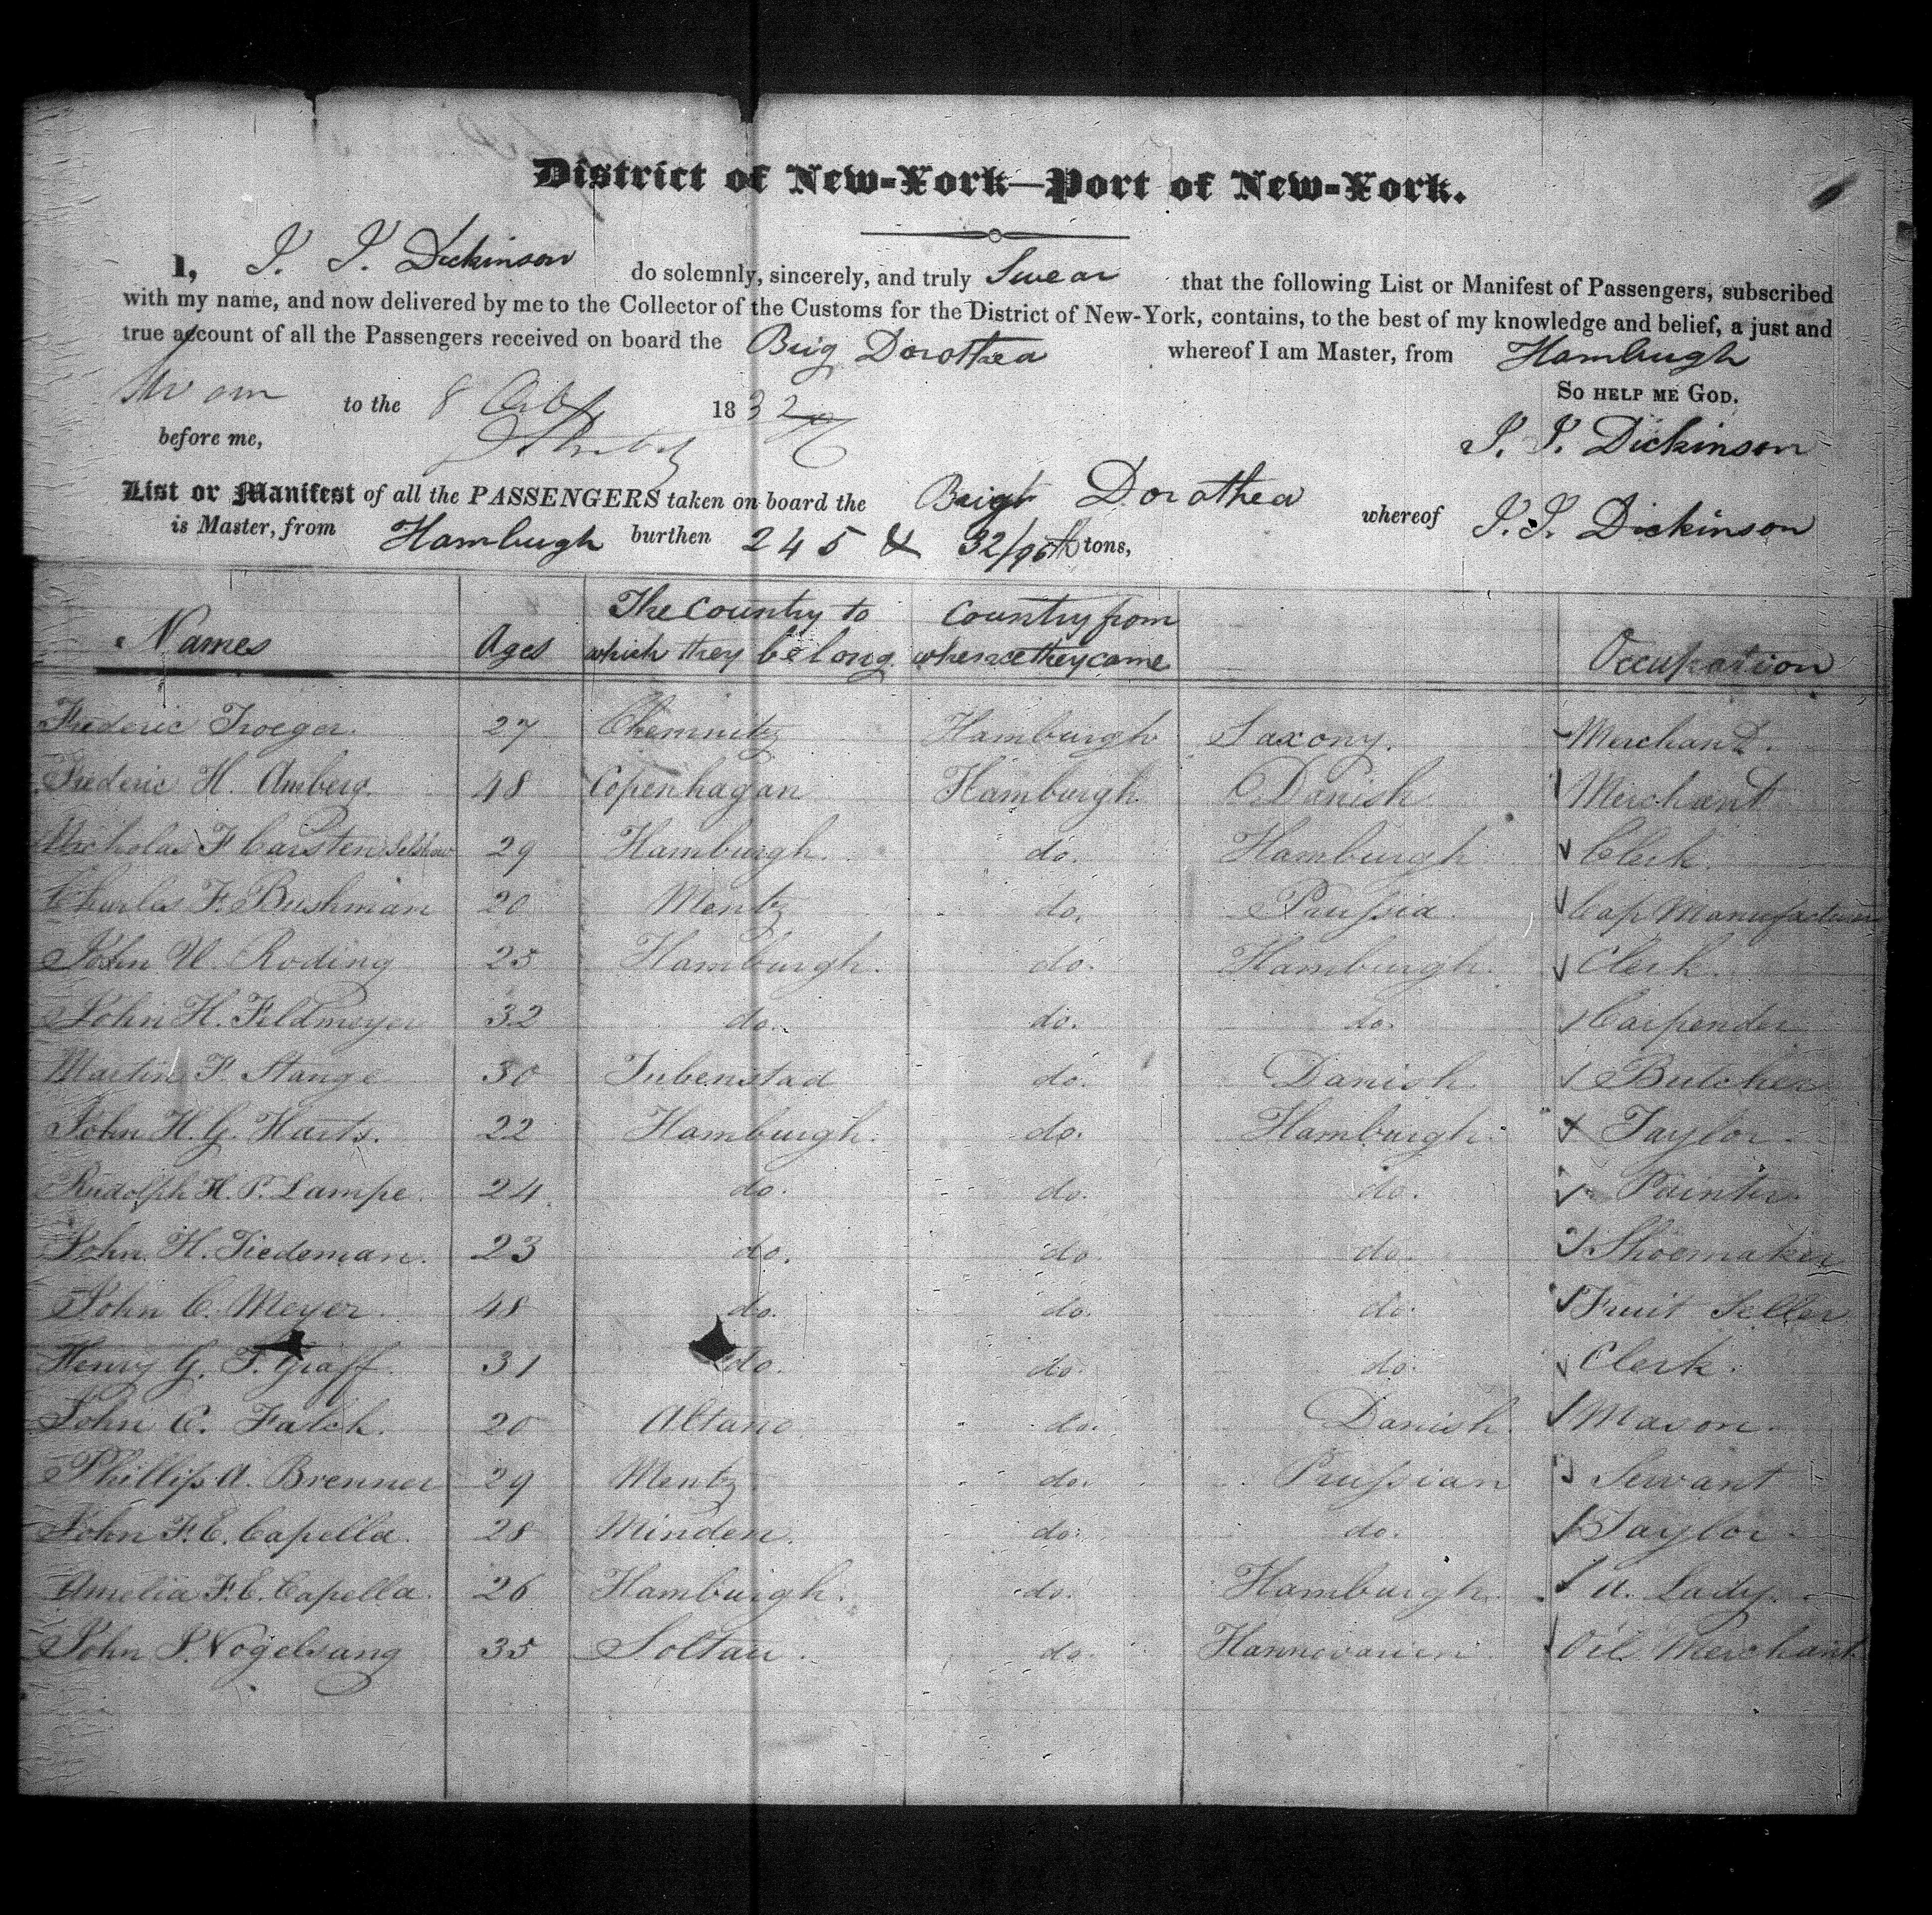 District of New-York—Port of New-York.
I, J. J. Dickinson do solemnly, sincerely, and truly Swear that the following List or Manifest of Passengers, subscribed
with my name, and now delivered by me to the Collector of the Customs for the District of New-York, contains, to the best of my knowledge and belief, a just and
true account of all the Passengers received on board the Brig Dorothea whereof I am Master, from Hamburgh
Sworn to the 8 Octr 1832 So help me God.
before me, J. J. Dickinson
List or Manifest of all the PASSENGERS taken on board the Brigt Dorothea whereof J. J. Dickinson
is Master, from Hamburgh burthen 245 & 32/95th tons,
Names Ages The Country to which they belong Country from whence they came Occupation
Frederic Troeger. 27 Chemnitz Hamburgh Saxony. Merchant.
Frederic H. Amberg. 48 Copenhagan Hamburgh Danish Merchant
Nicholas F Carsten 29 Hamburgh. do. Hamburgh Clerk.
Charles F. Bushman 20 Mentz do. Prussia. Cap Manufacturer
John W. Roding 25 Hamburgh. do. Hamburgh. Clerk.
John H. Feldmeyer 32 do. do. do. Carpender
Martin F. Stange 30 Tubenstad do. Danish. Butcher
John H. G. Harts. 22 Hamburgh. do. Hamburgh. Taylor.
Rudolph H. P. Lampe. 24. do. do. do. Painter.
John. H. Tiedeman. 23 do. do do. Shoemaker
John C. Meyer. 48 do. do. do. Fruit Seller
Henry G. F. Graff. 31 do. do. do. Clerk.
John C. Falck. 20 Altano do. Danish. Mason.
Phillip A. Brenner 29 Mentz do. Prussian Servant
John F. E. Capella. 28 Minden. do. do. Taylor.
Amelia F. E. Capella. 26 Hamburgh. do. Hamburgh. a. Lady.
John J. Vogelsang 35 Soltau. do. Hannovarien Oil Merchant